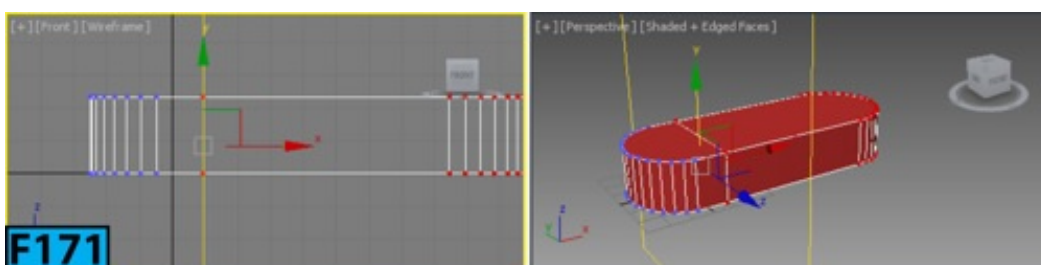 [+][Front][Wireframe]
y
x
z
F171
[+][Perspective][Shaded + Edged Faces]
y
z
z
y
x